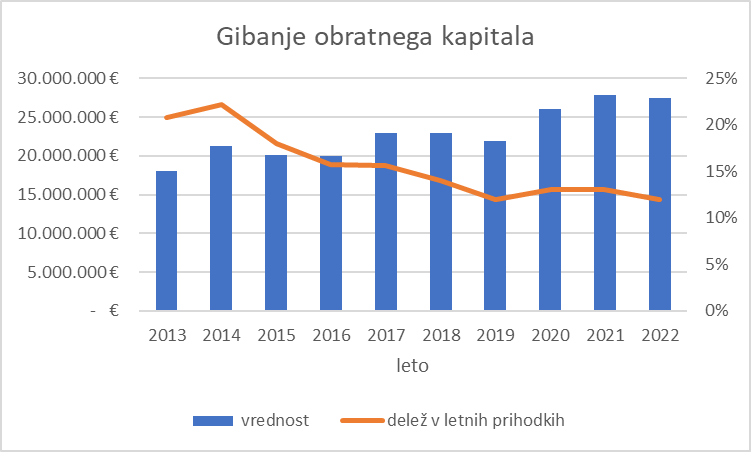 Gibanje obratnega kapitala
30.000.000 € 25%
25.000.000 € 20%
20.000.000 € 15%
15.000.000 € 10%
10.000.000 € 5%
5.000.000 € 0%
- €
2013 2014 2015 2016 2017 2018 2019 2020 2021 2022
leto
vrednost delež v letnih prihodkih